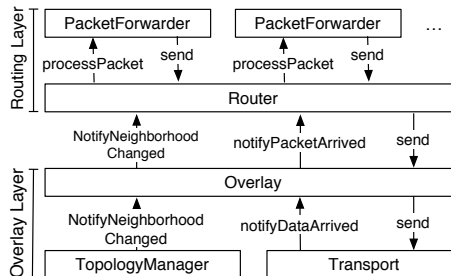 Routing Layer
PacketForwarder
PacketForwarder
...
processPacket
send
processPacket
send
Router
NotifyNeighborhood
Changed
notifyPacketArrived
send
Overlay Layer
Overlay
NotifyNeighborhood
Changed
notifyDataArrived
send
TopologyManager
Transport